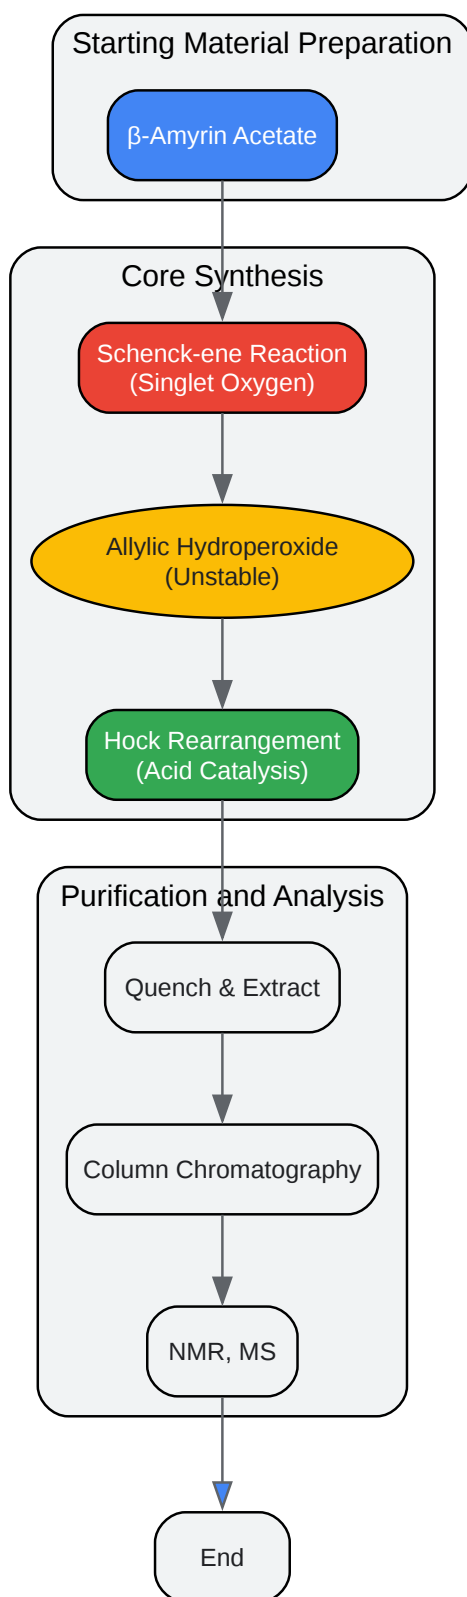 Starting Material Preparation
β-Amyrin Acetate
Core Synthesis
Schenck-ene Reaction
(Singlet Oxygen)
Allylic Hydroperoxide
(Unstable)
Hock Rearrangement
(Acid Catalysis)
Purification and Analysis
Quench & Extract
Column Chromatography
NMR, MS
End